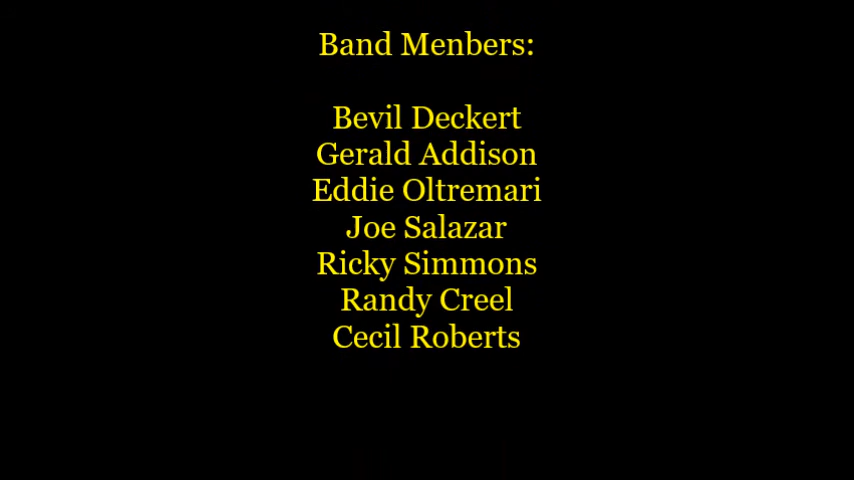 Band Menbers:
Bevil Deckert
Gerald Addison
Eddie Oltremari
Joe Salazar
Ricky Simmons
Randy Creel
Cecil Roberts